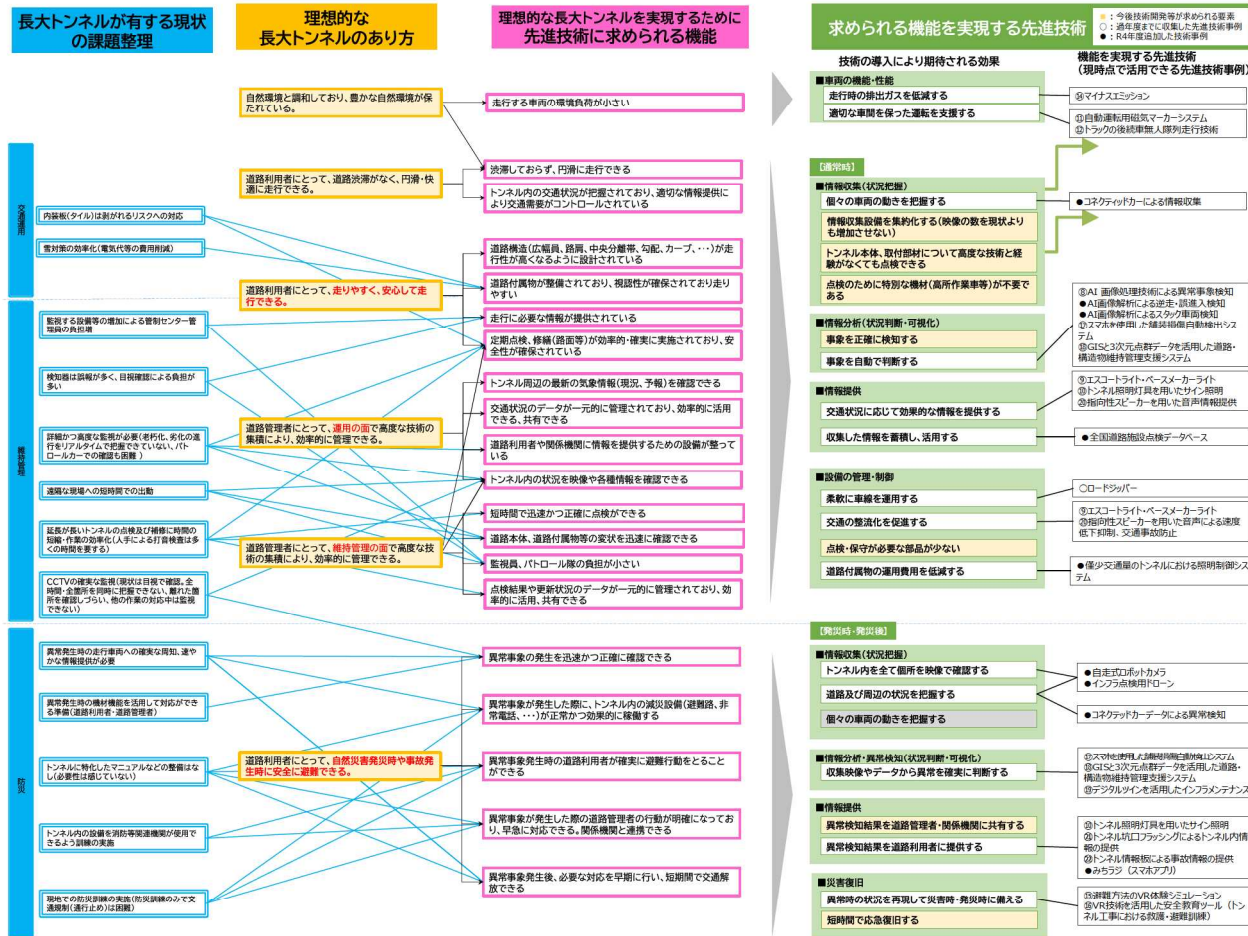 長大トンネルが有する現状
の課題整理
理想的な
長大トンネルのあり方
理想的な長大トンネルを実現するために
先進技術に求められる機能
求められる機能を実現する先進技術
■：今後技術開発等が求められる要素
○：過年度までに収集した先進技術事例
●：R4年度追加した技術事例
技術の導入により期待される効果
機能を実現する先進技術
（現時点で活用できる先進技術事例）
交通運用
内装板（タイル）は剥がれるリスクへの対応
雪対策の効率化（電気代等の費用削減）
維持管理
監視する設備等の増加による管制センター管
理員の負担増
検知器は誤報が多く、目視確認による負担が
多い
詳細かつ高度な監視が必要（老朽化、劣化の進
行をリアルタイムで把握できていない、パト
ロールカーでの確認も困難 ）
遠隔な現場への短時間での出動
延長が長いトンネルの点検及び補修に時間の
短縮・作業の効率化（人手による打音検査は多
くの時間を要する）
CCTVの確実な監視（現状は目視で確認。全
時間・全箇所を同時に把握できない、離れた箇
所を確認しづらい、他の作業の対応中は監視
できない）
防災
異常発生時の走行車両への確実な周知、速や
かな情報提供が必要
異常発生時の機材機能を活用して対応ができ
る準備（道路利用者・道路管理者）
トンネルに特化したマニュアルなどの整備はな
し（必要性は感じていない）
トンネル内の設備を消防等関連機関が使用で
きるよう訓練の実施
現地での防災訓練の実施（防災訓練のみで交
通規制（通行止め）は困難）
自然環境と調和しており、豊かな自然環境が保
たれている。
道路利用者にとって、道路渋滞がなく、円滑・快
適に走行できる。
道路利用者にとって、走りやすく、安心して走
行できる。
道路管理者にとって、運用の面で高度な技術の
集積により、効率的に管理できる。
道路管理者にとって、維持管理の面で高度な技
術の集積により、効率的に管理できる。
道路利用者にとって、自然災害発災時や事故発
生時に安全に避難できる。
走行する車両の環境負荷が小さい
渋滞しておらず、円滑に走行できる
トンネル内の交通状況が把握されており、適切な情報提供に
より交通需要がコントロールされている
道路構造（広幅員、路肩、中央分離帯、勾配、カーブ、・・・）が走
行性が高くなるように設計されている
道路付属物が整備されており、視認性が確保されており走り
やすい
走行に必要な情報が提供されている
定期点検、修繕（路面等）が効率的・確実に実施されており、安
全性が確保されている
トンネル周辺の最新の気象情報（現況、予報）を確認できる
交通状況のデータが一元的に管理されており、効率的に活用
できる、共有できる
道路利用者や関係機関に情報を提供するための設備が整って
いる
トンネル内の状況を映像や各種情報を確認できる
短時間で迅速かつ正確に点検ができる
道路本体、道路付属物等の変状を迅速に確認できる
監視員、パトロール隊の負担が小さい
点検結果や更新状況のデータが一元的に管理されており、効
率的に活用、共有できる
異常事象の発生を迅速かつ正確に確認できる
異常事象が発生した際に、トンネル内の減災設備（避難路、非
常電話、・・・）が正常かつ効果的に稼働する
異常事象発生時の道路利用者が確実に避難行動をとること
ができる
異常事象が発生した際の道路管理者の行動が明確になってお
り、早急に対応できる。関係機関と連携できる
異常事象発生後、必要な対応を早期に行い、短期間で交通解
放できる
■車両の機能・性能
走行時の排出ガスを低減する
適切な車間を保った運転を支援する
【通常時】
■情報収集（状況把握）
個々の車両の動きを把握する
情報収集設備を集約化する（映像の数を現状より
も増加させない）
トンネル本体、取付部材について高度な技術と経
験がなくても点検できる
点検のために特別な機材（高所作業車等）が不要で
ある
■情報分析（状況判断・可視化）
事象を正確に検知する
事象を自動で判断する
■情報提供
交通状況に応じて効果的な情報を提供する
収集した情報を蓄積し、活用する
■設備の管理・制御
柔軟に車線を運用する
交通の整流化を促進する
点検・保守が必要な部品が少ない
道路付属物の運用費用を低減する
【発災時・発災後】
■情報収集（状況把握）
トンネル内を全て個所を映像で確認する
道路及び周辺の状況を把握する
個々の車両の動きを把握する
■情報分析・異常検知（状況判断・可視化）
収集映像やデータから異常を確実に判断する
■情報提供
異常検知結果を道路管理者・関係機関に共有する
異常検知結果を道路利用者に提供する
■災害復旧
異常時の状況を再現して災害時・発災時に備える
短時間で応急復旧する
㉞マイナスエミッション
⑪自動運転用磁気マーカーシステム
⑫トラックの後続車無人隊列走行技術
●コネクティッドカーによる情報収集
⑧AI 画像処理技術による異常事象検知
●AI画像解析による逆走・誤進入検知
●AI画像解析によるスタック車両検知
⑰スマホを使用した舗装損傷自動検出シス
テム
⑱GISと3次元点群データを活用した道路・
構造物維持管理支援システム
⑨エスコートライト・ペースメーカーライト
⑩トンネル照明灯具を用いたサイン照明
⑳指向性スピーカーを用いた音声情報提供
●全国道路施設点検データベース
○ロードジッパー
⑨エスコートライト・ペースメーカーライト
⑳指向性スピーカーを用いた音声による速度
低下抑制、交通事故防止
●僅少交通量のトンネルにおける照明制御シス
テム
●自走式ロボットカメラ
●インフラ点検用ドローン
●コネクテッドカーデータによる異常検知
⑰スマホを使用した舗装損傷自動検出システム
⑱GISと3次元点群データを活用した道路・
構造物維持管理支援システム
⑲デジタルツインを活用したインフラメンテナンス
⑩トンネル照明灯具を用いたサイン照明
トンネル坑口フラッシングによるトンネル内情
報の提供
トンネル情報板による事故情報の提供
●みちラジ（スマホアプリ）
⑮避難方法のVR体験シミュレーション
⑯VR技術を活用した安全教育ツール（トン
ネル工事における救護・避難訓練）